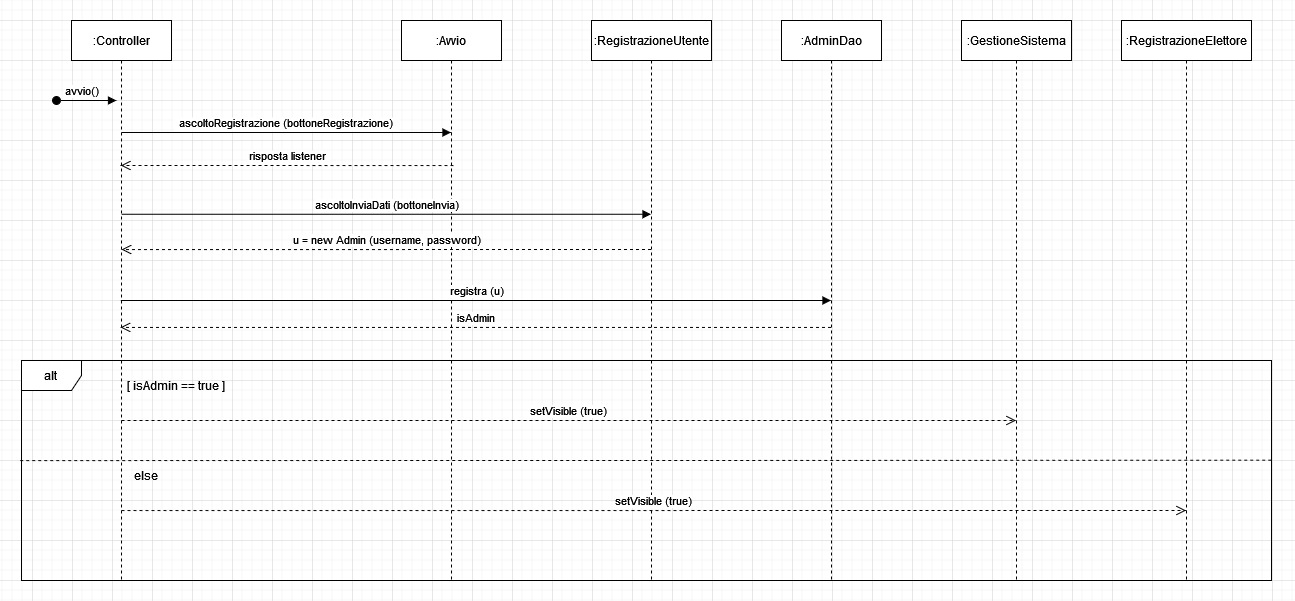 :Controller
:Avvio
:RegistrazioneUtente
:AdminDao
:GestioneSistema
:RegistrazioneElettore
avvio()
ascoltoRegistrazione (bottoneRegistrazione)
risposta listener
ascoltoInviaDati (bottoneInvia)
u = new Admin (username, password)
registra (u)
isAdmin
alt
[ isAdmin == true ]
setVisible (true)
else
setVisible (true)